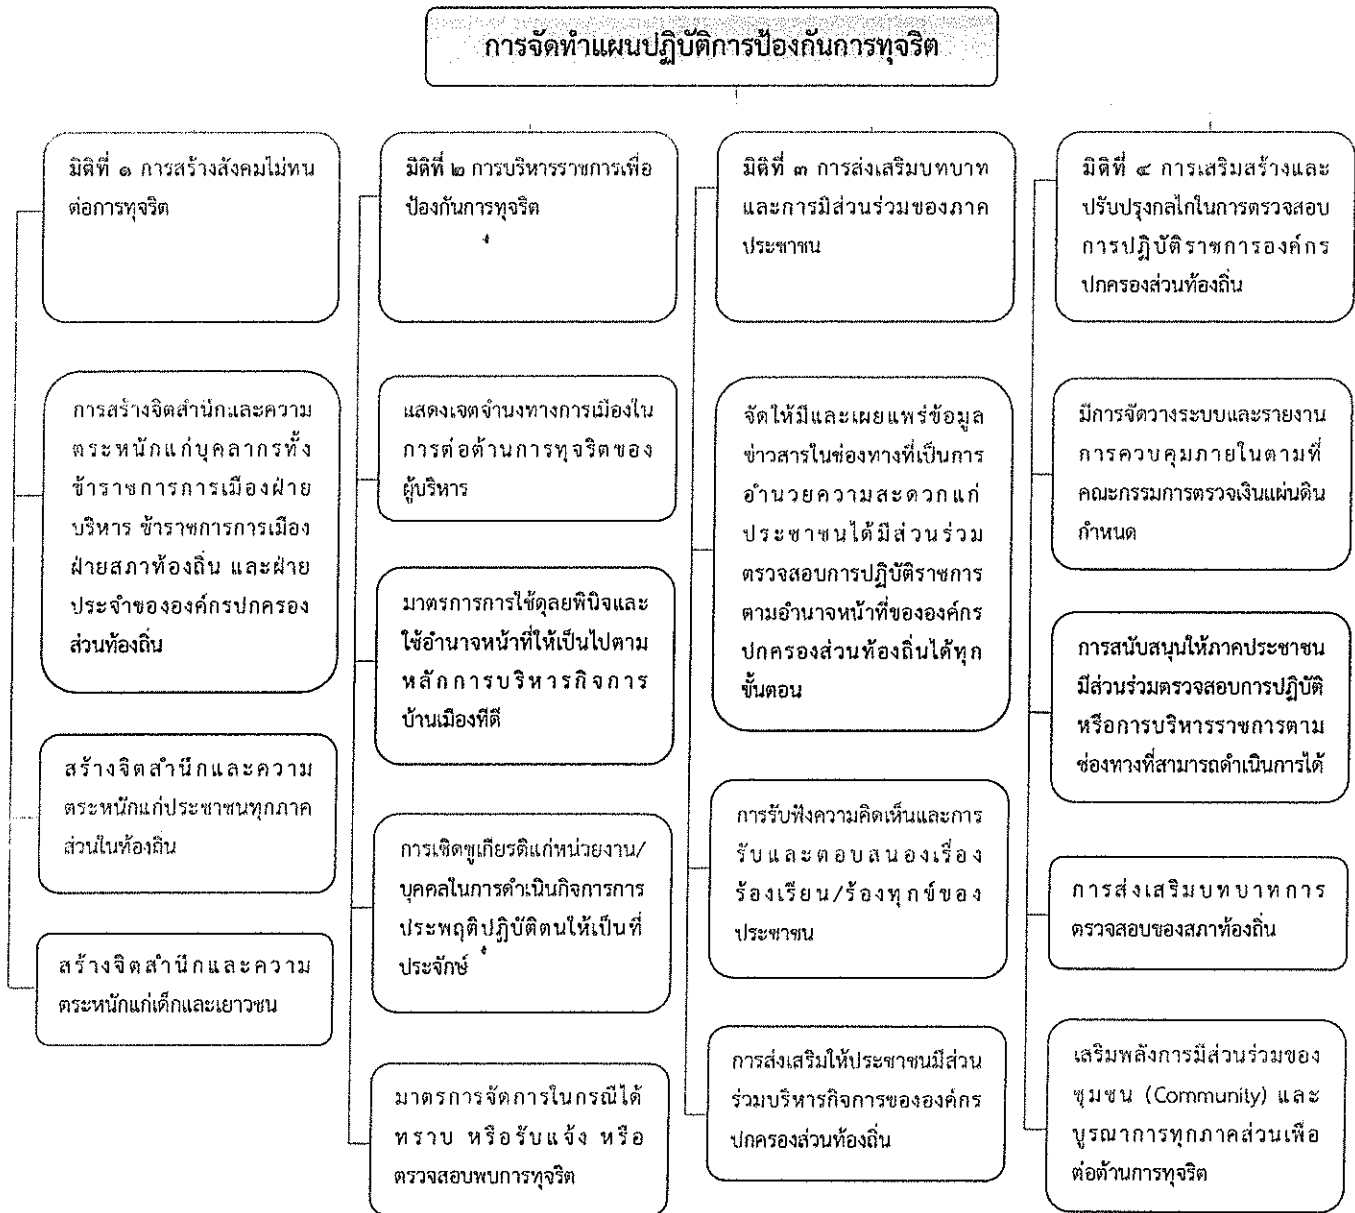 การจัดทำแผนปฏิบัติการป้องกันการทุจริต
มิติที่ ๑ การสร้างสังคมไม่ทน
ต่อการทุจริต
การสร้างจิตสำนึกและความ
ตระหนักแก่บุคลากรทั้ง
ข้าราชการการเมืองฝ่าย
บริหาร ข้าราชการการเมือง
ฝ่ายสภาท้องถิ่น และฝ่าย
ประจำขององค์กรปกครอง
ส่วนท้องถิ่น
สร้างจิตสำนึกและความ
ตระหนักแก่ประชาชนทุกภาค
ส่วนในท้องถิ่น
สร้างจิตสำนึกและความ
ตระหนักแก่เด็กและเยาวชน
มิติที่ ๒ การบริหารราชการเพื่อ
ป้องกันการทุจริต
แสดงเจตจำนงทางการเมืองใน
การต่อต้านการทุจริตของ
ผู้บริหาร
มาตรการการใช้ดุลยพินิจและ
ใช้อำนาจหน้าที่ให้เป็นไปตาม
หลักการบริหารกิจการ
บ้านเมืองที่ดี
การเชิดชูเกียรติแก่หน่วยงาน/
บุคคลในการดำเนินกิจการการ
ประพฤติปฏิบัติตนให้เป็นที่
ประจักษ์
มาตรการจัดการในกรณีได้
ทราบ หรือรับแจ้ง หรือ
ตรวจสอบพบการทุจริต
มิติที่ ๓ การส่งเสริมบทบาท
และการมีส่วนร่วมของภาค
ประชาชน
จัดให้มีและเผยแพร่ข้อมูล
ข่าวสารในช่องทางที่เป็นการ
อำนวยความสะดวกแก่
ประชาชนได้มีส่วนร่วม
ตรวจสอบการปฏิบัติราชการ
ตามอำนาจหน้าที่ขององค์กร
ปกครองส่วนท้องถิ่นได้ทุก
ขั้นตอน
การรับฟังความคิดเห็นและการ
รับและตอบสนองเรื่อง
ร้องเรียน/ร้องทุกข์ของ
ประชาชน
การส่งเสริมให้ประชาชนมีส่วน
ร่วมบริหารกิจการขององค์กร
ปกครองส่วนท้องถิ่น
มิติที่ ๔ การเสริมสร้างและ
ปรับปรุงกลไกในการตรวจสอบ
การปฏิบัติราชการองค์กร
ปกครองส่วนท้องถิ่น
มีการจัดวางระบบและรายงาน
การควบคุมภายในตามที่
คณะกรรมการตรวจเงินแผ่นดิน
กำหนด
การสนับสนุนให้ภาคประชาชน
มีส่วนร่วมตรวจสอบการปฏิบัติ
หรือการบริหารราชการตาม
ช่องทางที่สามารถดำเนินการได้
การส่งเสริมบทบาทการ
ตรวจสอบของสภาท้องถิ่น
เสริมพลังการมีส่วนร่วมของ
ชุมชน (Community) และ
บูรณาการทุกภาคส่วนเพื่อ
ต่อต้านการทุจริต